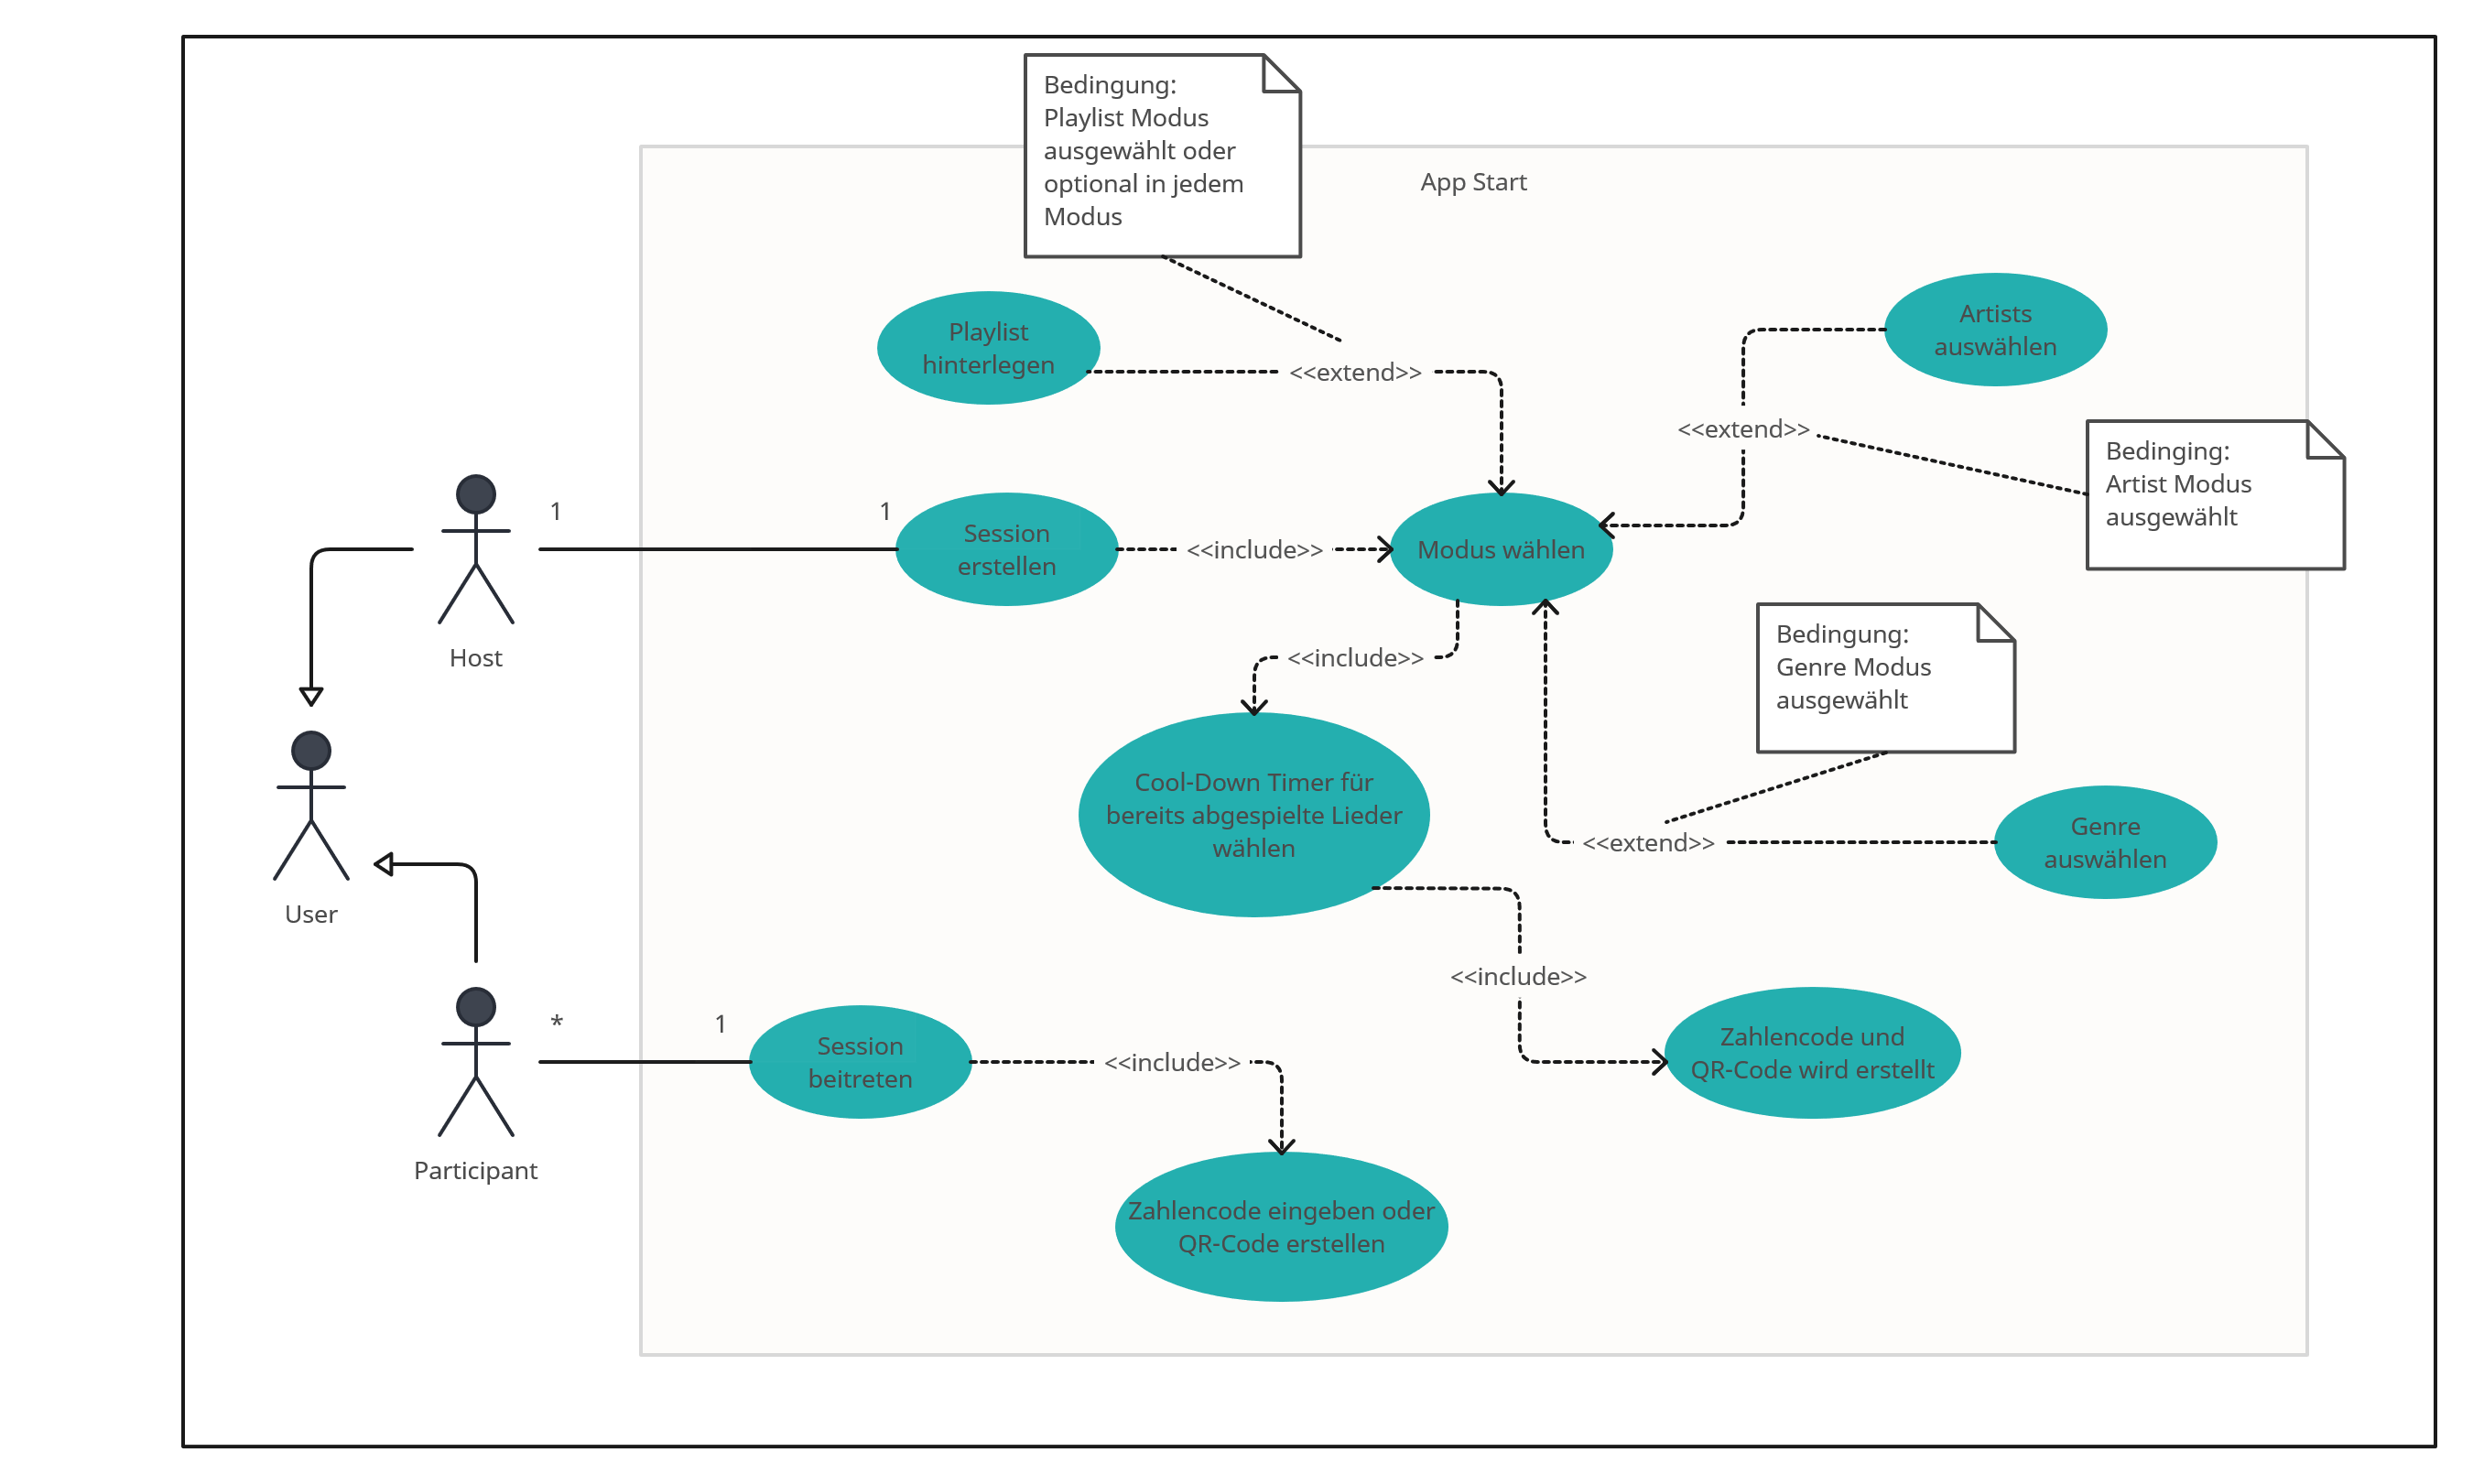 Bedingung:
Playlist Modus
ausgewählt oder
optional in jedem
Modus
App Start
Playlist
hinterlegen
<<extend>>
Artists
auswählen
<<extend>>
Bedinging:
Artist Modus
ausgewählt
1
1
Session
erstellen
<<include>>
Modus wählen
Host
<<include>>
Bedingung:
Genre Modus
ausgewählt
Cool-Down Timer für
bereits abgespielte Lieder
wählen
<<extend>>
Genre
auswählen
User
<<include>>
*
1
Session
beitreten
<<include>>
Zahlencode und
QR-Code wird erstellt
Participant
Zahlencode eingeben oder
QR-Code erstellen